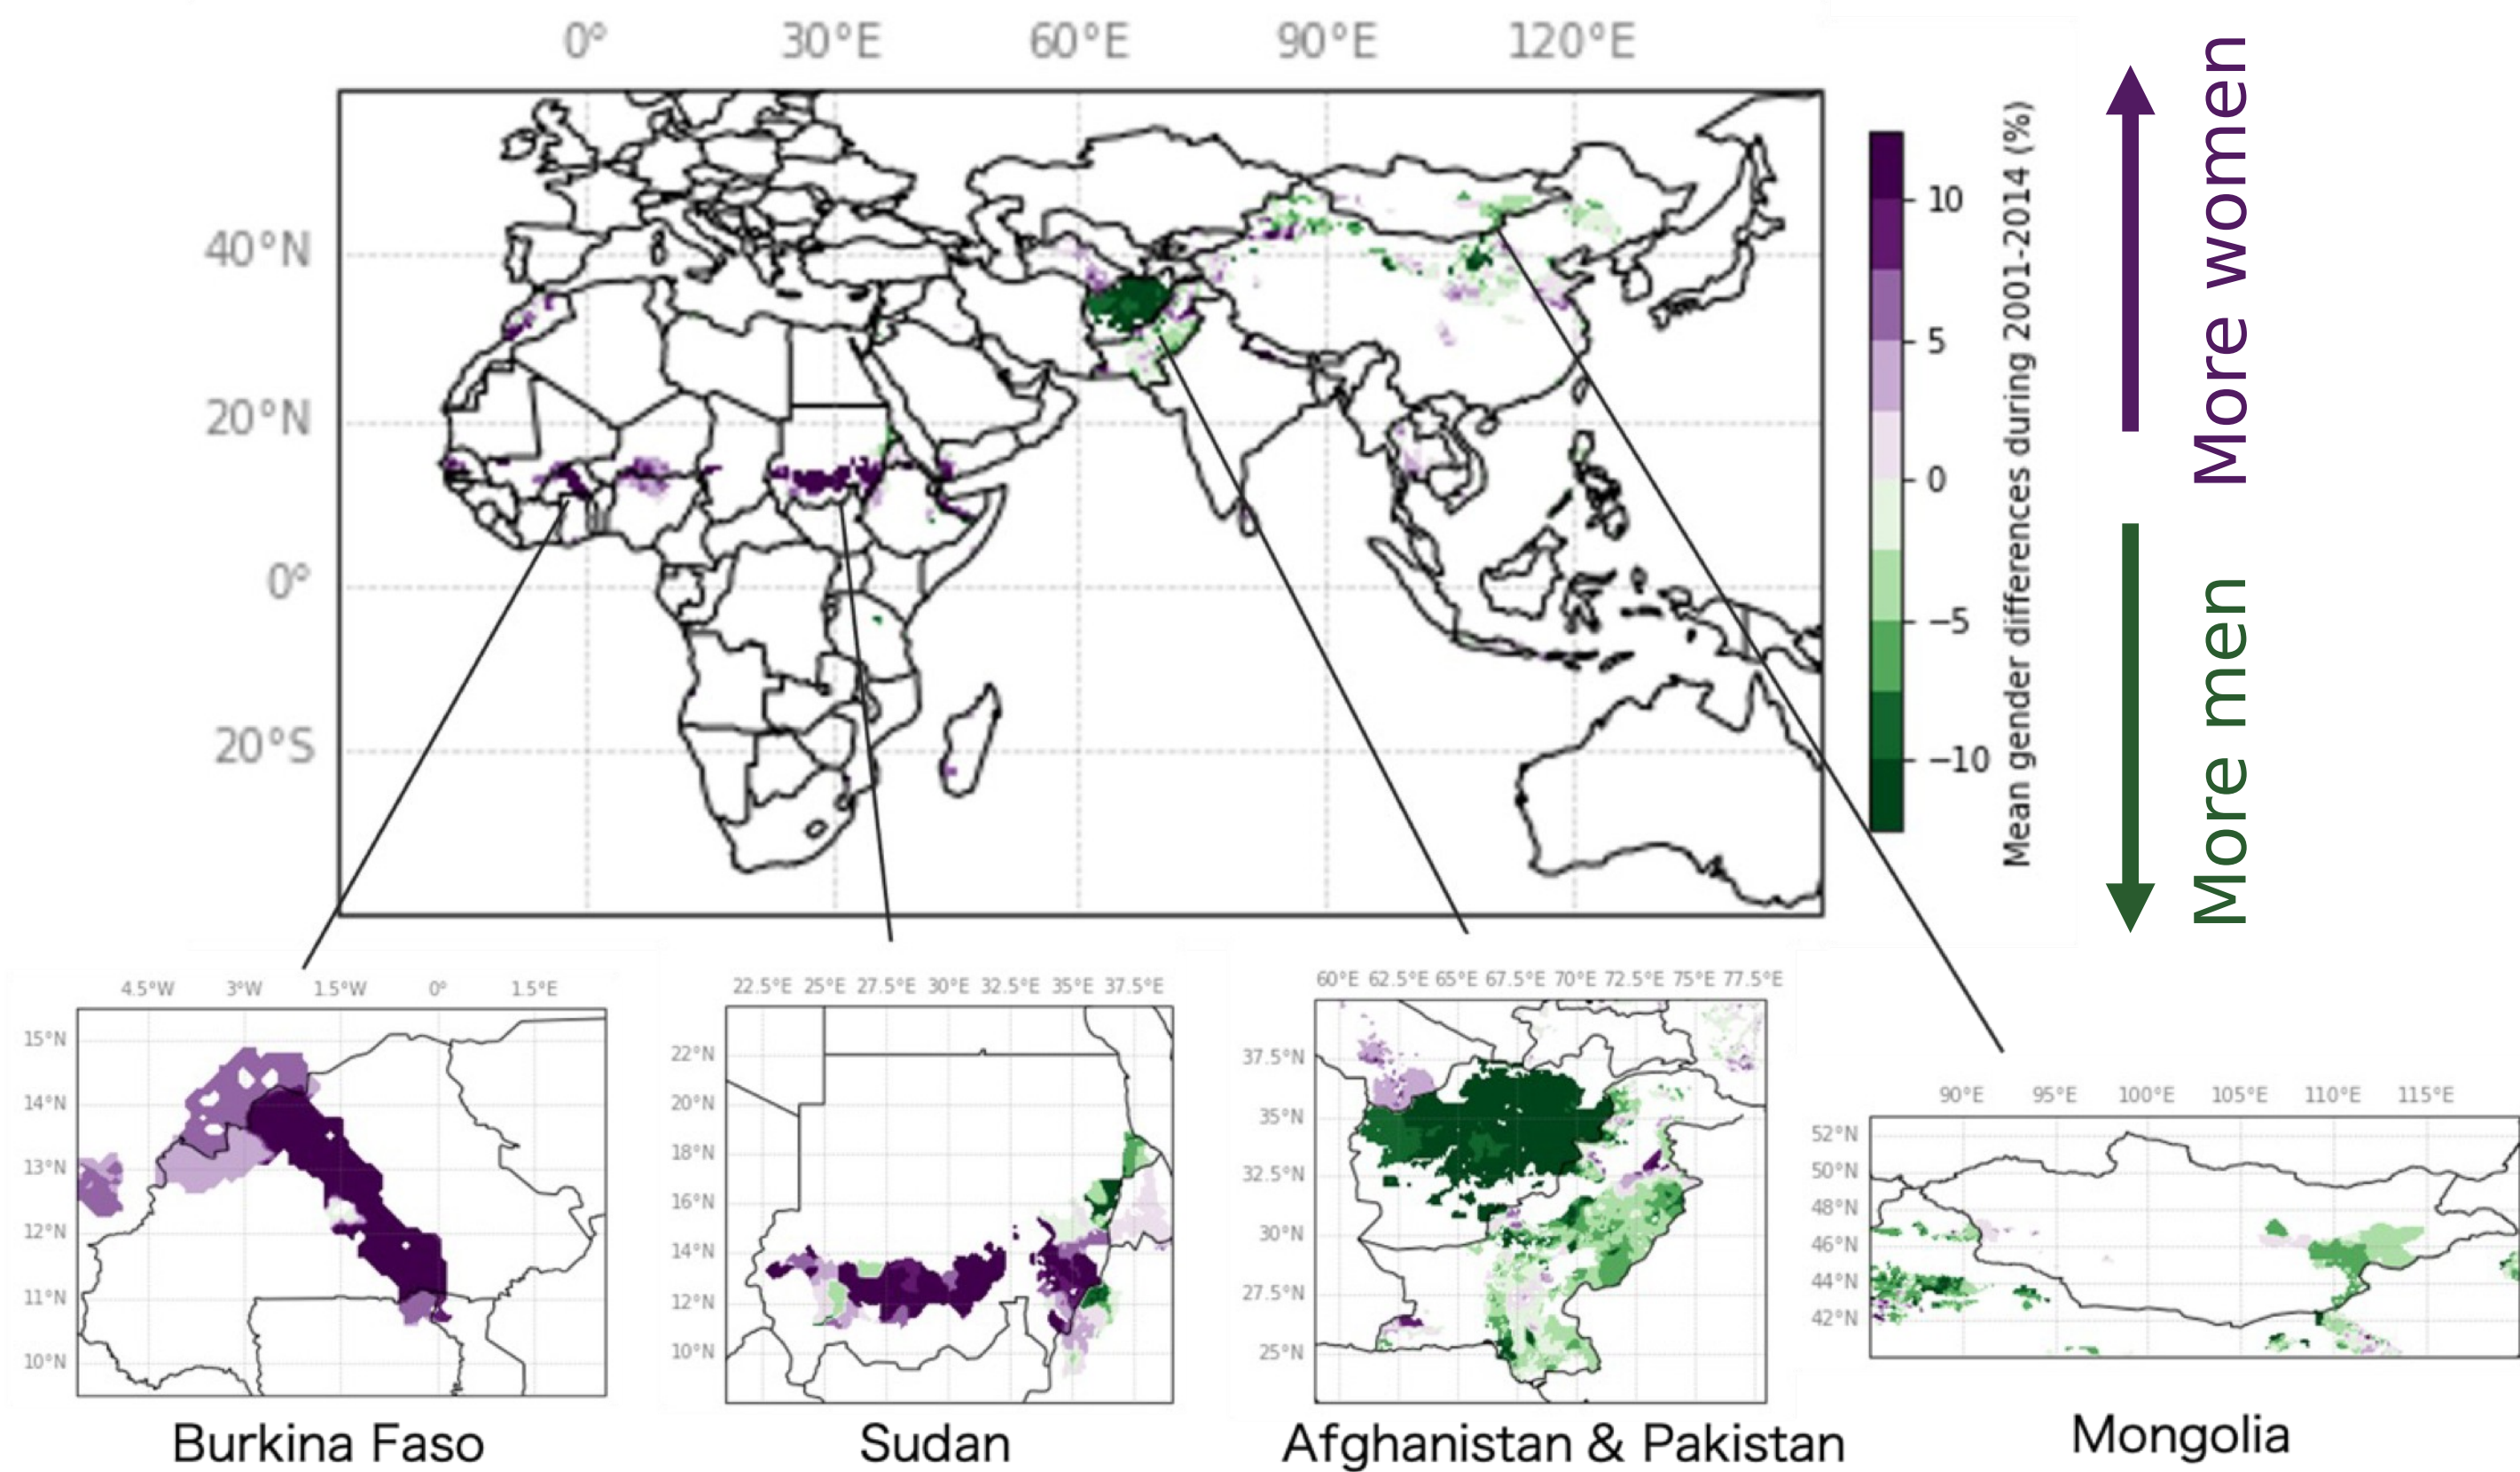 0° 30°E 60°E 90°E 120°E
40°N
20°N
0°
20°S
10
5
0
−5
−10
Mean gender differences during 2001-2014 (%)
More women
More men
4.5°W 3°W 1.5°W 0° 1.5°E
15°N
14°N
13°N
12°N
11°N
10°N
Burkina Faso
22.5°E 25°E 27.5°E 30°E 32.5°E 35°E 37.5°E
22°N
20°N
18°N
16°N
14°N
12°N
10°N
Sudan
60°E 62.5°E 65°E 67.5°E 70°E 72.5°E 75°E 77.5°E
37.5°N
35°N
32.5°N
30°N
27.5°N
25°N
Afghanistan & Pakistan
90°E 95°E 100°E 105°E 110°E 115°E
52°N
50°N
48°N
46°N
44°N
42°N
Mongolia